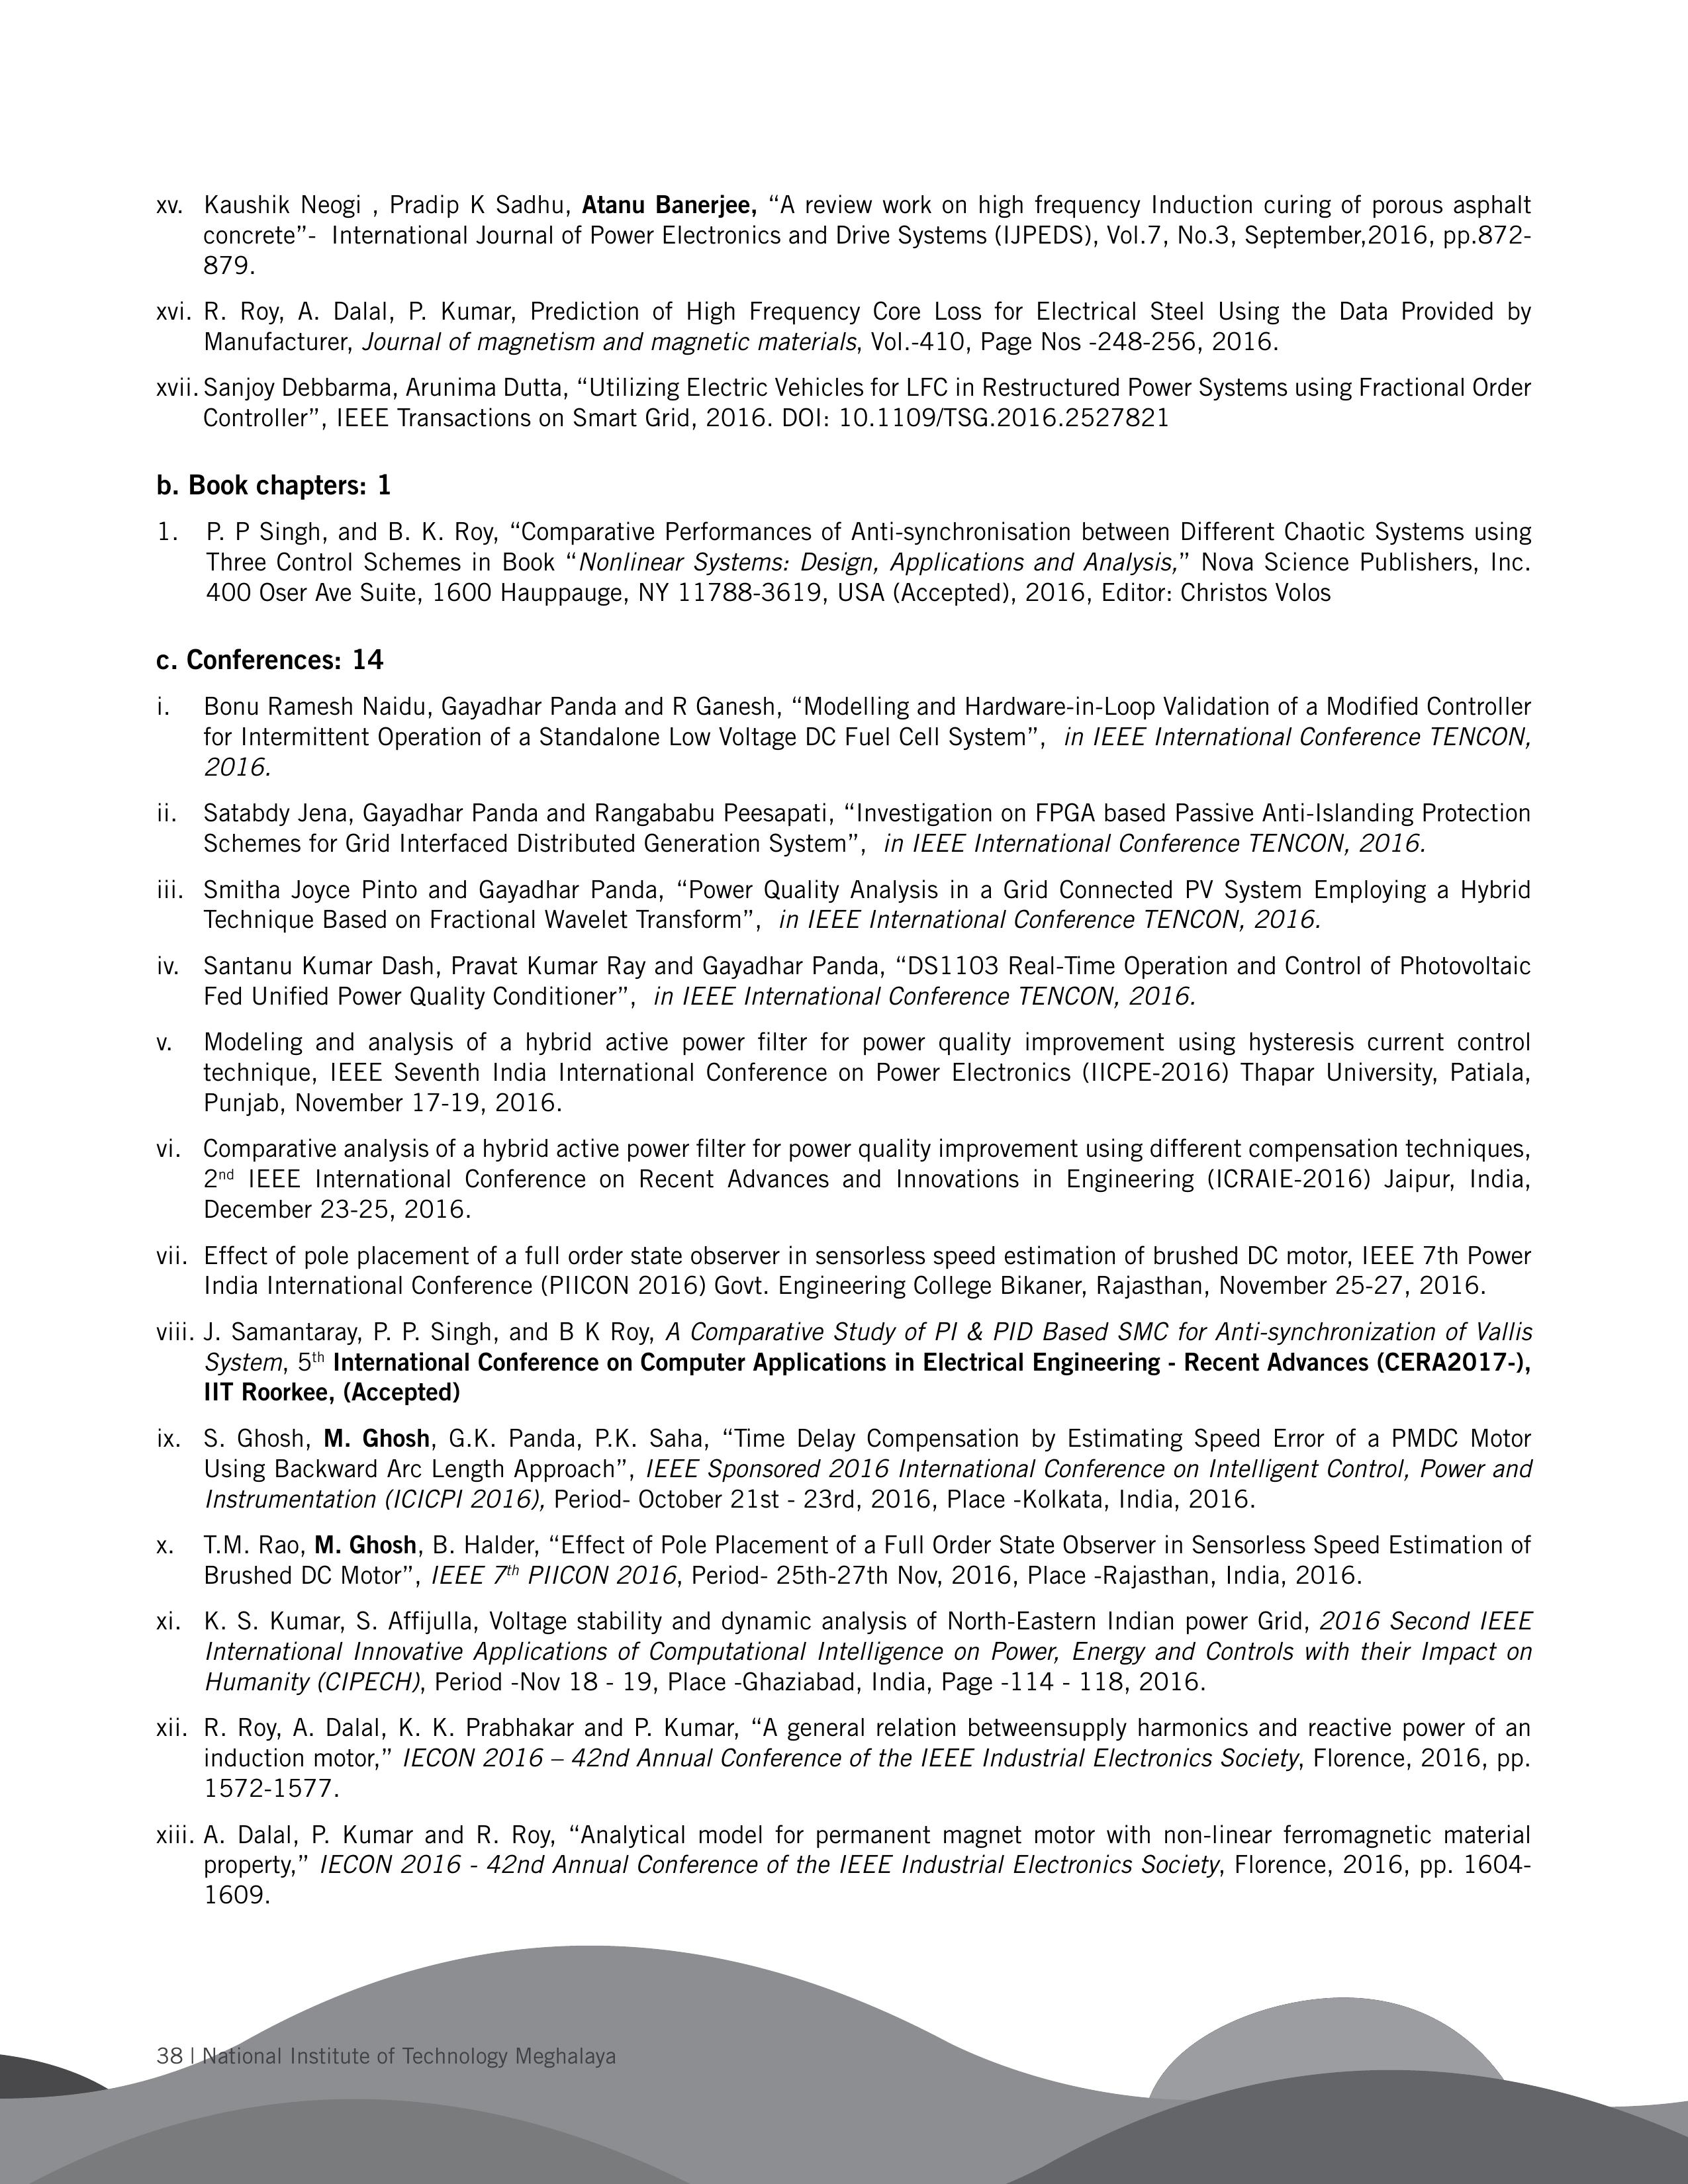 xv. Kaushik Neogi , Pradip K Sadhu, Atanu Banerjee, “A review work on high frequency Induction curing of porous asphalt
concrete”- International Journal of Power Electronics and Drive Systems (IJPEDS), Vol.7, No.3, September,2016, pp.872-
879.
xvi. R. Roy, A. Dalal, P. Kumar, Prediction of High Frequency Core Loss for Electrical Steel Using the Data Provided by
Manufacturer, Journal of magnetism and magnetic materials, Vol.-410, Page Nos -248-256, 2016.
xvii. Sanjoy Debbarma, Arunima Dutta, “Utilizing Electric Vehicles for LFC in Restructured Power Systems using Fractional Order
Controller”, IEEE Transactions on Smart Grid, 2016. DOI: 10.1109/TSG.2016.2527821
b. Book chapters: 1
1. P. P Singh, and B. K. Roy, “Comparative Performances of Anti-synchronisation between Different Chaotic Systems using
Three Control Schemes in Book “Nonlinear Systems: Design, Applications and Analysis,” Nova Science Publishers, Inc.
400 Oser Ave Suite, 1600 Hauppauge, NY 11788-3619, USA (Accepted), 2016, Editor: Christos Volos
c. Conferences: 14
i. Bonu Ramesh Naidu, Gayadhar Panda and R Ganesh, “Modelling and Hardware-in-Loop Validation of a Modified Controller
for Intermittent Operation of a Standalone Low Voltage DC Fuel Cell System”, in IEEE International Conference TENCON,
2016.
ii. Satabdy Jena, Gayadhar Panda and Rangababu Peesapati, “Investigation on FPGA based Passive Anti-Islanding Protection
Schemes for Grid Interfaced Distributed Generation System”, in IEEE International Conference TENCON, 2016.
iii. Smitha Joyce Pinto and Gayadhar Panda, “Power Quality Analysis in a Grid Connected PV System Employing a Hybrid
Technique Based on Fractional Wavelet Transform”, in IEEE International Conference TENCON, 2016.
iv. Santanu Kumar Dash, Pravat Kumar Ray and Gayadhar Panda, “DS1103 Real-Time Operation and Control of Photovoltaic
Fed Unified Power Quality Conditioner”, in IEEE International Conference TENCON, 2016.
v. Modeling and analysis of a hybrid active power filter for power quality improvement using hysteresis current control
technique, IEEE Seventh India International Conference on Power Electronics (IICPE-2016) Thapar University, Patiala,
Punjab, November 17-19, 2016.
vi. Comparative analysis of a hybrid active power filter for power quality improvement using different compensation techniques,
2nd IEEE International Conference on Recent Advances and Innovations in Engineering (ICRAIE-2016) Jaipur, India,
December 23-25, 2016.
vii. Effect of pole placement of a full order state observer in sensorless speed estimation of brushed DC motor, IEEE 7th Power
India International Conference (PIICON 2016) Govt. Engineering College Bikaner, Rajasthan, November 25-27, 2016.
viii. J. Samantaray, P. P. Singh, and B K Roy, A Comparative Study of PI & PID Based SMC for Anti-synchronization of Vallis
System, 5th International Conference on Computer Applications in Electrical Engineering - Recent Advances (CERA2017-),
IIT Roorkee, (Accepted)
ix. S. Ghosh, M. Ghosh, G.K. Panda, P.K. Saha, “Time Delay Compensation by Estimating Speed Error of a PMDC Motor
Using Backward Arc Length Approach”, IEEE Sponsored 2016 International Conference on Intelligent Control, Power and
Instrumentation (ICICPI 2016), Period- October 21st - 23rd, 2016, Place -Kolkata, India, 2016.
x. T.M. Rao, M. Ghosh, B. Halder, “Effect of Pole Placement of a Full Order State Observer in Sensorless Speed Estimation of
Brushed DC Motor”, IEEE 7th PIICON 2016, Period- 25th-27th Nov, 2016, Place -Rajasthan, India, 2016.
xi. K. S. Kumar, S. Affijulla, Voltage stability and dynamic analysis of North-Eastern Indian power Grid, 2016 Second IEEE
International Innovative Applications of Computational Intelligence on Power, Energy and Controls with their Impact on
Humanity (CIPECH), Period -Nov 18 - 19, Place -Ghaziabad, India, Page -114 - 118, 2016.
xii. R. Roy, A. Dalal, K. K. Prabhakar and P. Kumar, “A general relation betweensupply harmonics and reactive power of an
induction motor,” IECON 2016 – 42nd Annual Conference of the IEEE Industrial Electronics Society, Florence, 2016, pp.
1572-1577.
xiii. A. Dalal, P. Kumar and R. Roy, “Analytical model for permanent magnet motor with non-linear ferromagnetic material
property,” IECON 2016 - 42nd Annual Conference of the IEEE Industrial Electronics Society, Florence, 2016, pp. 1604-
1609.
38 | National Institute of Technology Meghalaya